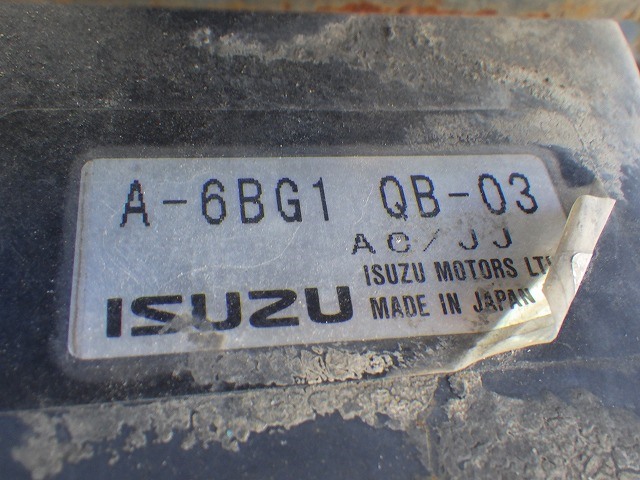 A-6BG1 QB-03
AC/JJ
ISUZU MOTORS LT
ISUZU MADE IN JAPAN